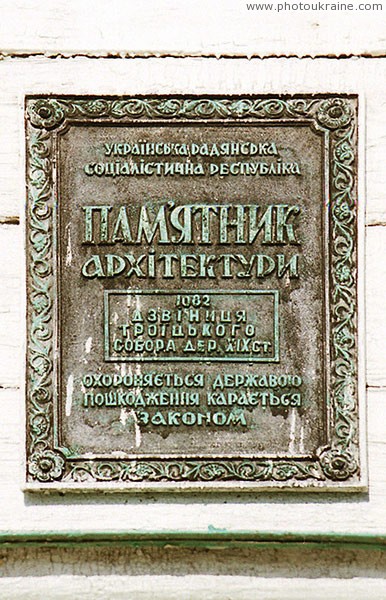 © www.photoukraine.com
УКРАЇНСЬКА РАДЯНСЬКА
СОЦІАЛІСТИЧНА РЕСПУБЛІКА
ПАМ'ЯТНИК
АРХІТЕКТУРИ
1082
ДЗВІНИЦЯ
ТРОЇЦЬКОГО
СОБОРА ДЕР. XIX СТ.
ОХОРОНЯЄТЬСЯ ДЕРЖАВОЮ
ПОШКОДЖЕННЯ КАРАЄТЬСЯ
ЗАКОНОМ